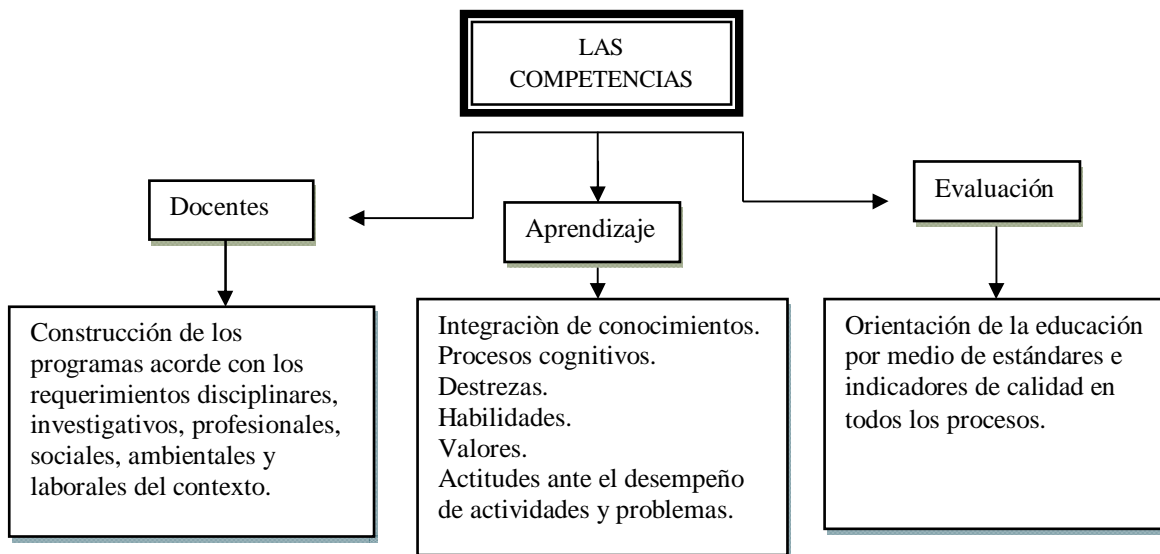 LAS
COMPETENCIAS
Docentes
Aprendizaje
Evaluación
Construcción de los
programas acorde con los
requerimientos disciplinares,
investigativos, profesionales,
sociales, ambientales y
laborales del contexto.
Integraciòn de conocimientos.
Procesos cognitivos.
Destrezas.
Habilidades.
Valores.
Actitudes ante el desempeño
de actividades y problemas.
Orientación de la educación
por medio de estándares e
indicadores de calidad en
todos los procesos.